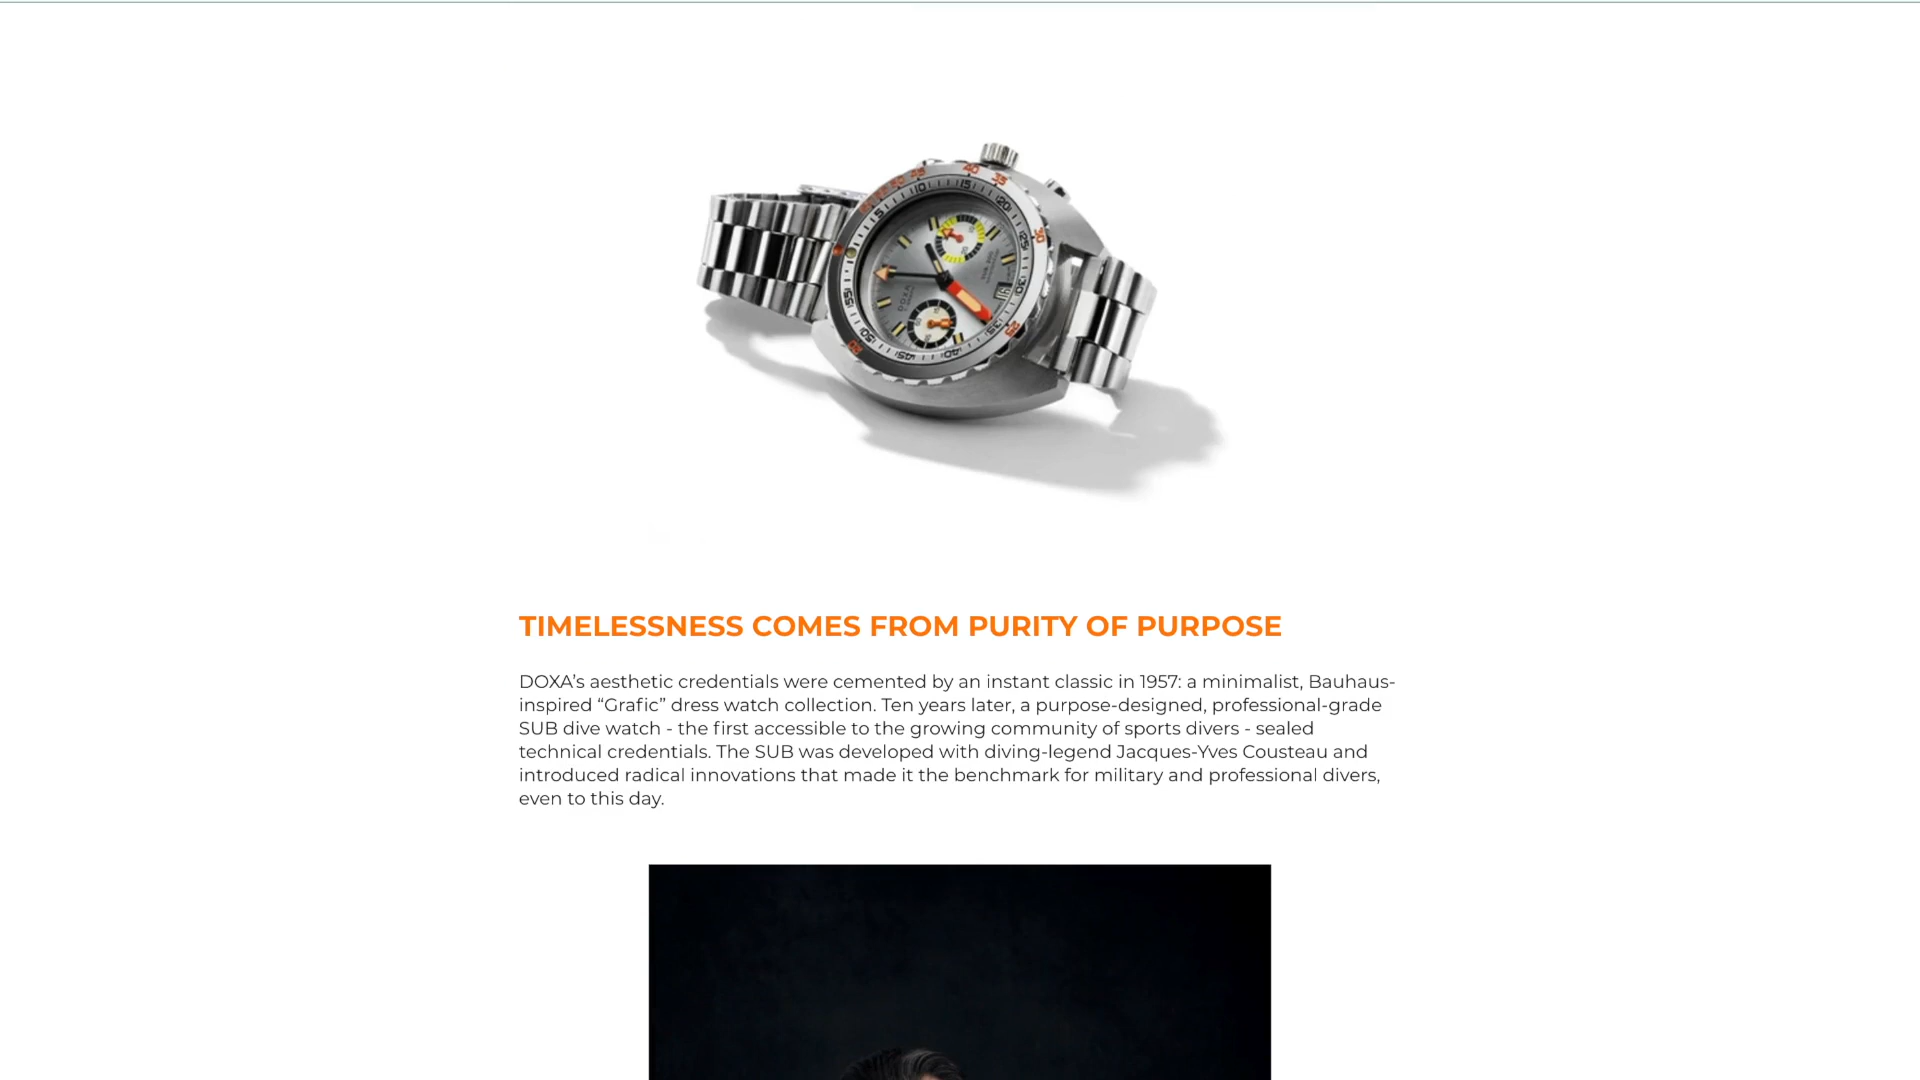 TIMELESSNESS COMES FROM PURITY OF PURPOSE
DOXA’s aesthetic credentials were cemented by an instant classic in 1957: a minimalist, Bauhaus-
inspired “Grafic” dress watch collection. Ten years later, a purpose-designed, professional-grade
SUB dive watch - the first accessible to the growing community of sports divers - sealed
technical credentials. The SUB was developed with diving-legend Jacques-Yves Cousteau and
introduced radical innovations that made it the benchmark for military and professional divers,
even to this day.